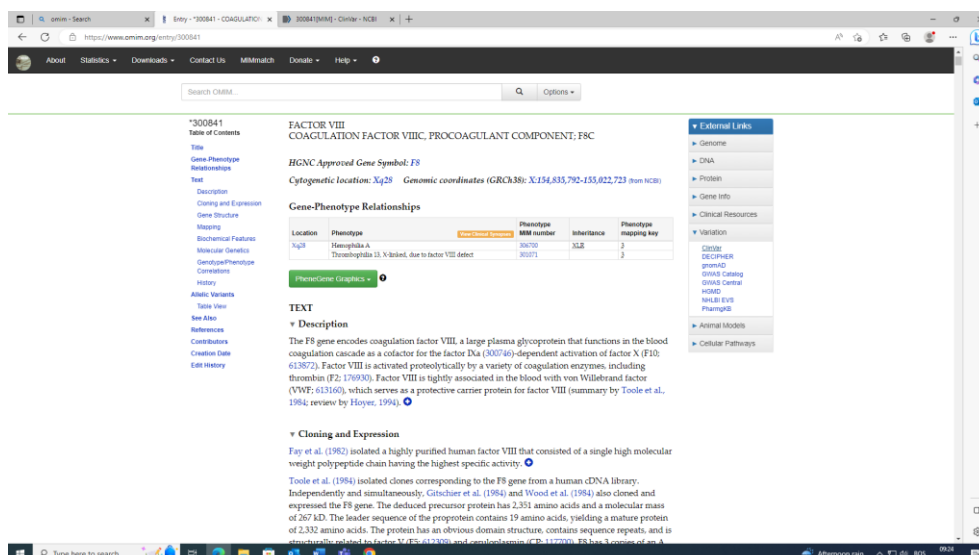 omim - Search
Entry - *300841 - COAGULATION
300841[MIM] - ClinVar - NCBI
https://www.omim.org/entry/300841
About Statistics Downloads Contact Us MIMmatch Donate Help
Search OMIM...
Options
*300841
Table of Contents
Title
Gene-Phenotype
Relationships
Text
Description
Cloning and Expression
Gene Structure
Mapping
Biochemical Features
Molecular Genetics
Genotype/Phenotype
Correlations
History
Allelic Variants
Table View
See Also
References
Contributors
Creation Date
Edit History
FACTOR VIII
COAGULATION FACTOR VIIIC, PROCOAGULANT COMPONENT; F8C
HGNC Approved Gene Symbol: F8
Cytogenetic location: Xq28 Genomic coordinates (GRCh38): X:154,835,792-155,022,723 (from NCBI)
Gene-Phenotype Relationships
Location Phenotype View Clinical Synopses Phenotype MIM number Inheritance Phenotype mapping key
Xq28 Hemophilia A 306700 XLR 3
Thrombophilia 13, X-linked, due to factor VIII defect 301071 3
PheneGene Graphics
TEXT
▼ Description
The F8 gene encodes coagulation factor VIII, a large plasma glycoprotein that functions in the blood
coagulation cascade as a cofactor for the factor IXa (300746)-dependent activation of factor X (F10;
613872). Factor VIII is activated proteolytically by a variety of coagulation enzymes, including
thrombin (F2; 176930). Factor VIII is tightly associated in the blood with von Willebrand factor
(VWF; 613160), which serves as a protective carrier protein for factor VIII (summary by Toole et al.,
1984; review by Hoyer, 1994).
▼ Cloning and Expression
Fay et al. (1982) isolated a highly purified human factor VIII that consisted of a single high molecular
weight polypeptide chain having the highest specific activity.
Toole et al. (1984) isolated clones corresponding to the F8 gene from a human cDNA library.
Independently and simultaneously, Gitschier et al. (1984) and Wood et al. (1984) also cloned and
expressed the F8 gene. The deduced precursor protein has 2,351 amino acids and a molecular mass
of 267 kD. The leader sequence of the proprotein contains 19 amino acids, yielding a mature protein
of 2,332 amino acids. The protein has an obvious domain structure, contains sequence repeats, and is
structurally related to factor V (F5; 612309) and ceruloplasmin (CP; 117700). F8 has 3 copies of an A
▼ External Links
► Genome
► DNA
► Protein
► Gene Info
► Clinical Resources
▼ Variation
ClinVar
DECIPHER
gnomAD
GWAS Catalog
GWAS Central
HGMD
NHLBI EVS
PharmgKB
► Animal Models
► Cellular Pathways
Type here to search
Afternoon rain
BOS
09:24